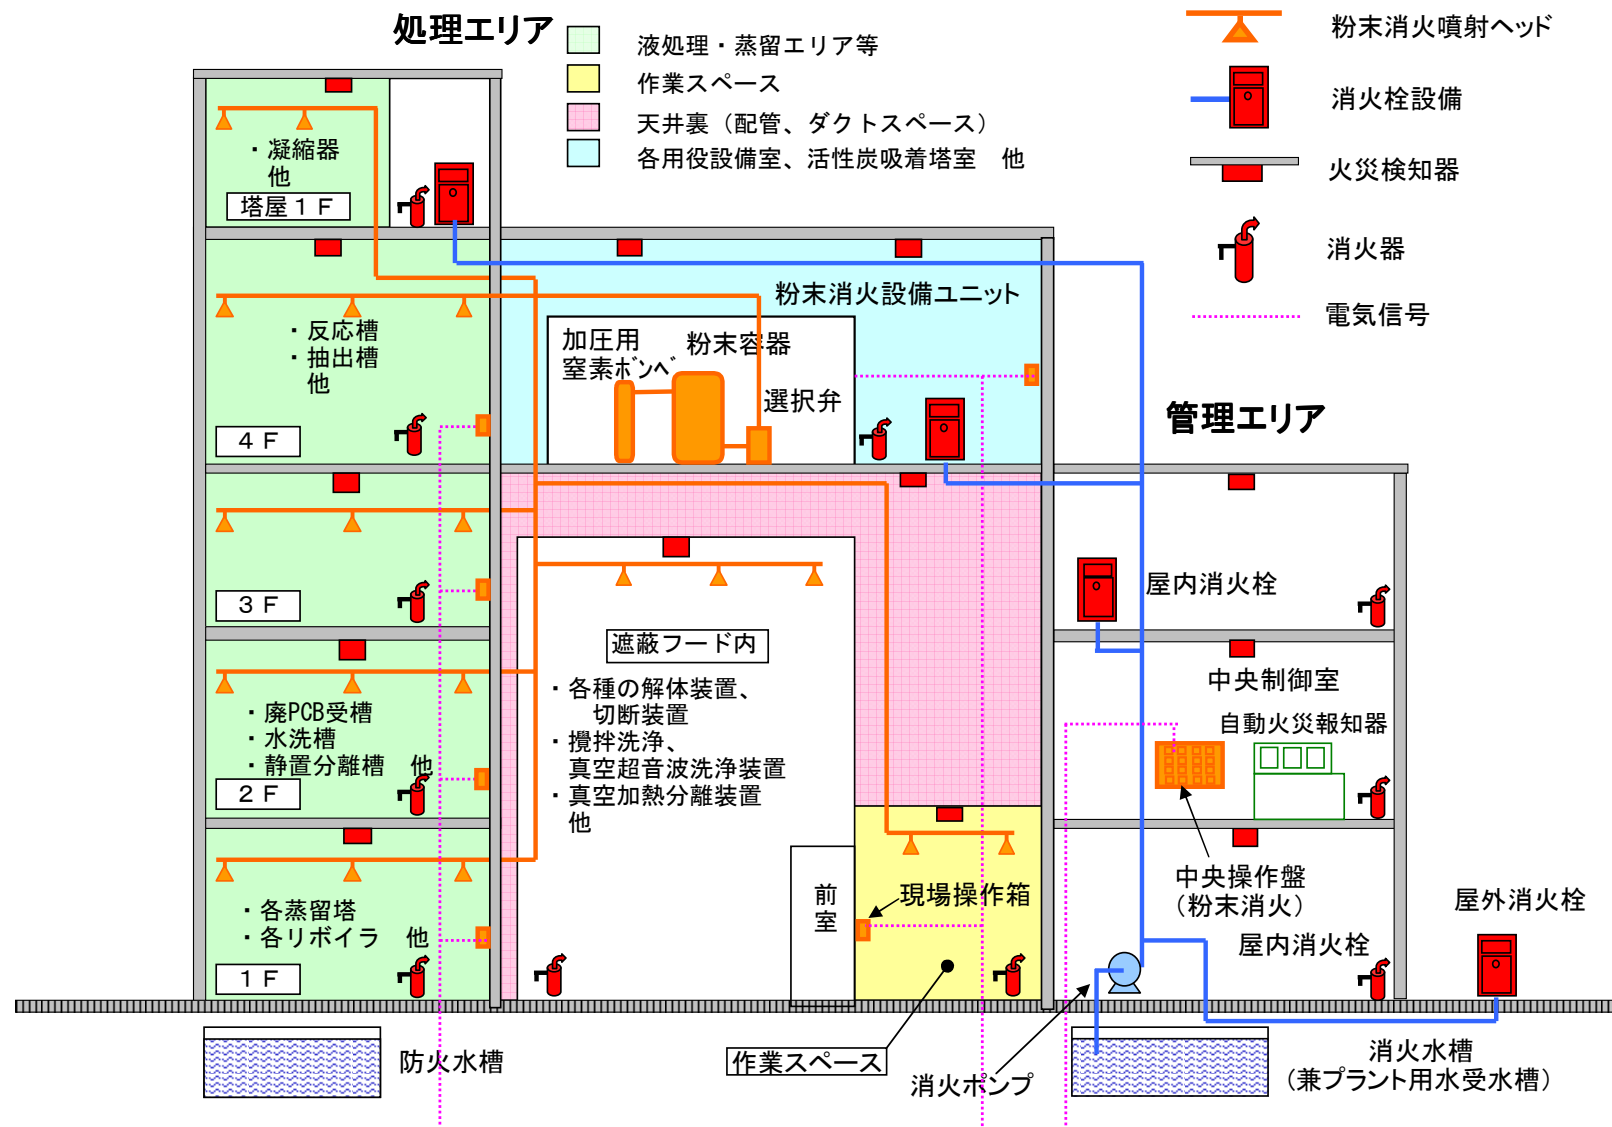 処理エリア
液処理・蒸留エリア等
作業スペース
天井裏（配管、ダクトスペース）
各用役設備室、活性炭吸着塔室　他
粉末消火噴射ヘッド
消火栓設備
火災検知器
消火器
電気信号
・凝縮器
他
塔屋１Ｆ
・反応槽
・抽出槽
他
４Ｆ
粉末消火設備ユニット
加圧用
窒素ﾎﾞﾝﾍﾞ
粉末容器
選択弁
管理エリア
３Ｆ
屋内消火栓
遮蔽フード内
・各種の解体装置、
切断装置
・攪拌洗浄、
真空超音波洗浄装置
・真空加熱分離装置
他
・廃PCB受槽
・水洗槽
・静置分離槽　他
２Ｆ
中央制御室
自動火災報知器
中央操作盤
（粉末消火）
・各蒸留塔
・各リボイラ　他
１Ｆ
前
室
現場操作箱
屋内消火栓
屋外消火栓
防火水槽
作業スペース
消火ポンプ
消火水槽
（兼プラント用水受水槽）